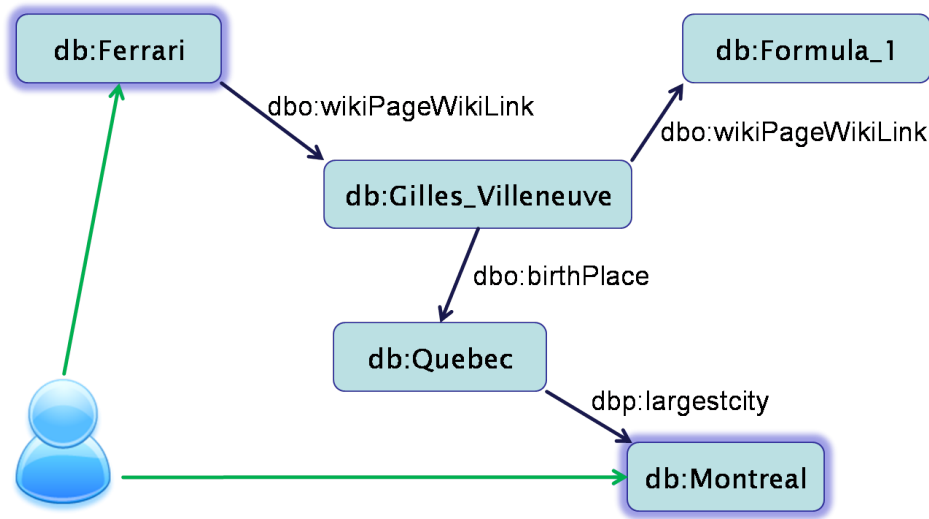 db:Ferrari
db:Formula_1
dbo:wikiPageWikiLink
dbo:wikiPageWikiLink
db:Gilles_Villeneuve
dbo:birthPlace
db:Quebec
dbp:largestcity
db:Montreal